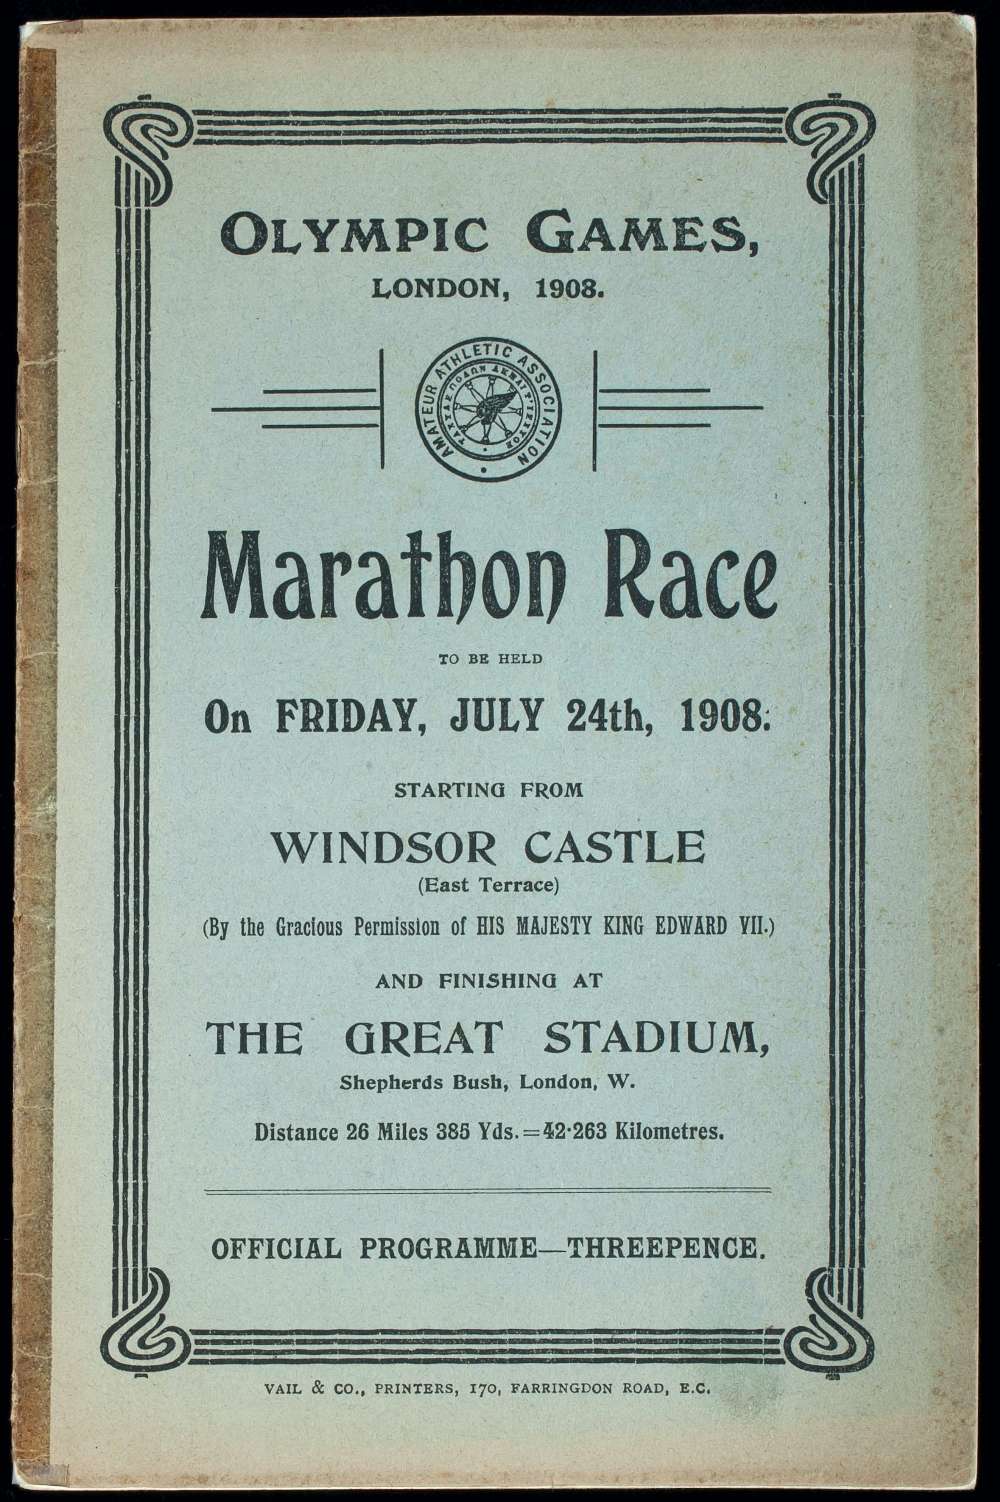 OLYMPIC GAMES,
LONDON, 1908.
AMATEUR ATHLETIC ASSOCIATION
Marathon Race
TO BE HELD
On FRIDAY, JULY 24th, 1908.
STARTING FROM
WINDSOR CASTLE
(East Terrace)
(By the Gracious Permission of HIS MAJESTY KING EDWARD VII.)
AND FINISHING AT
THE GREAT STADIUM,
Shepherds Bush, London, W.
Distance 26 Miles 385 Yds.=42·263 Kilometres.
OFFICIAL PROGRAMME—THREEPENCE.
VAIL & CO., PRINTERS, 170, FARRINGDON ROAD, E.C.